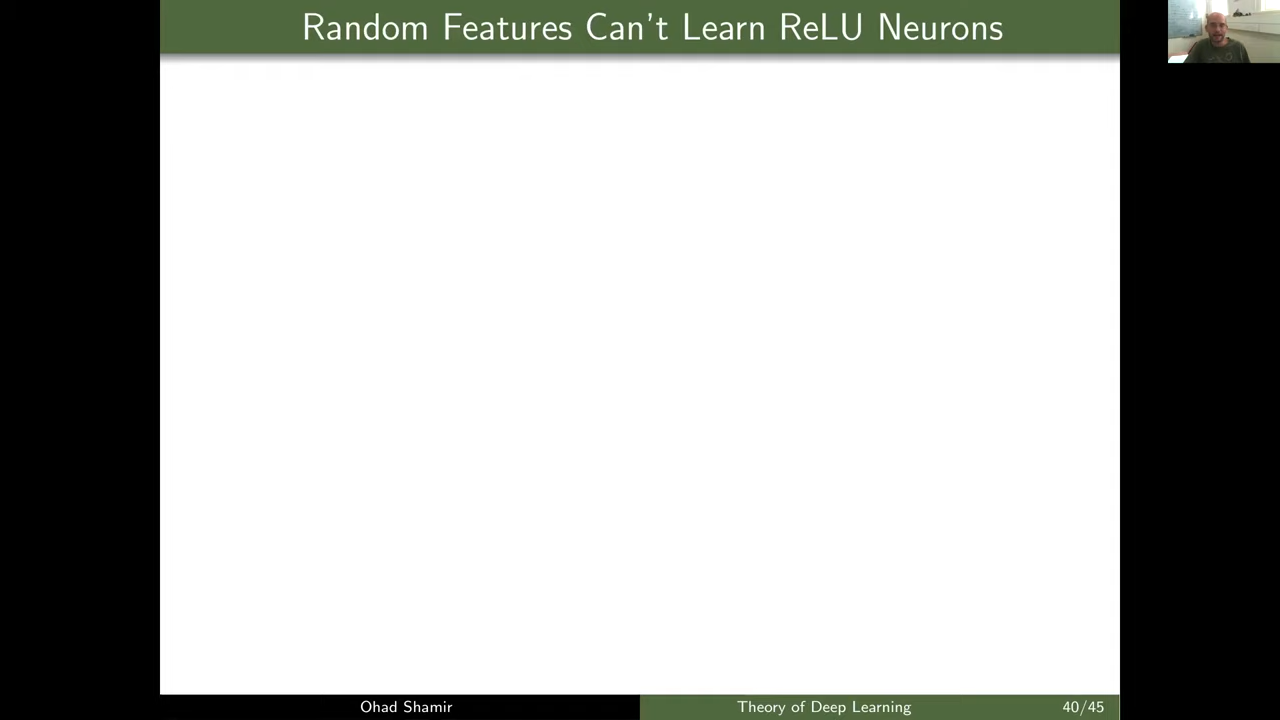 Random Features Can't Learn ReLU Neurons
Ohad Shamir
Theory of Deep Learning
40/45